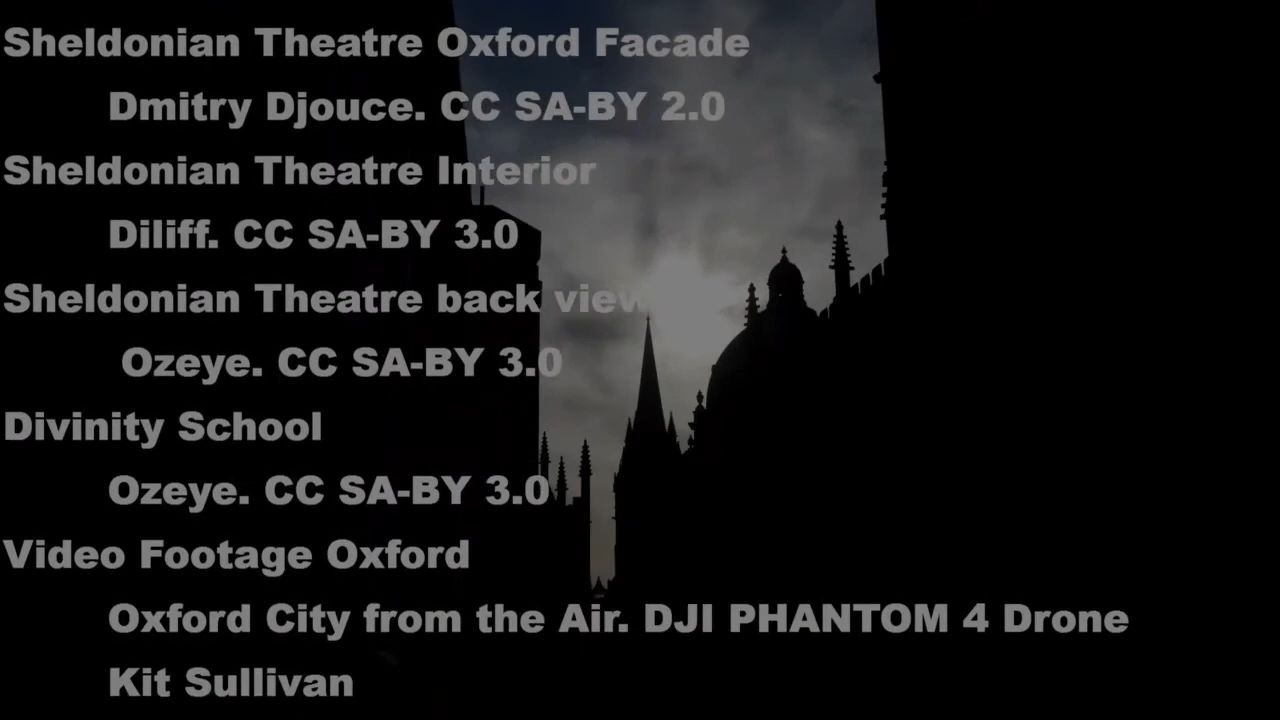 Sheldonian Theatre Oxford Facade
Dmitry Djouce. CC SA-BY 2.0
Sheldonian Theatre Interior
Diliff. CC SA-BY 3.0
Sheldonian Theatre back view
Ozeye. CC SA-BY 3.0
Divinity School
Ozeye. CC SA-BY 3.0
Video Footage Oxford
Oxford City from the Air. DJI PHANTOM 4 Drone
Kit Sullivan